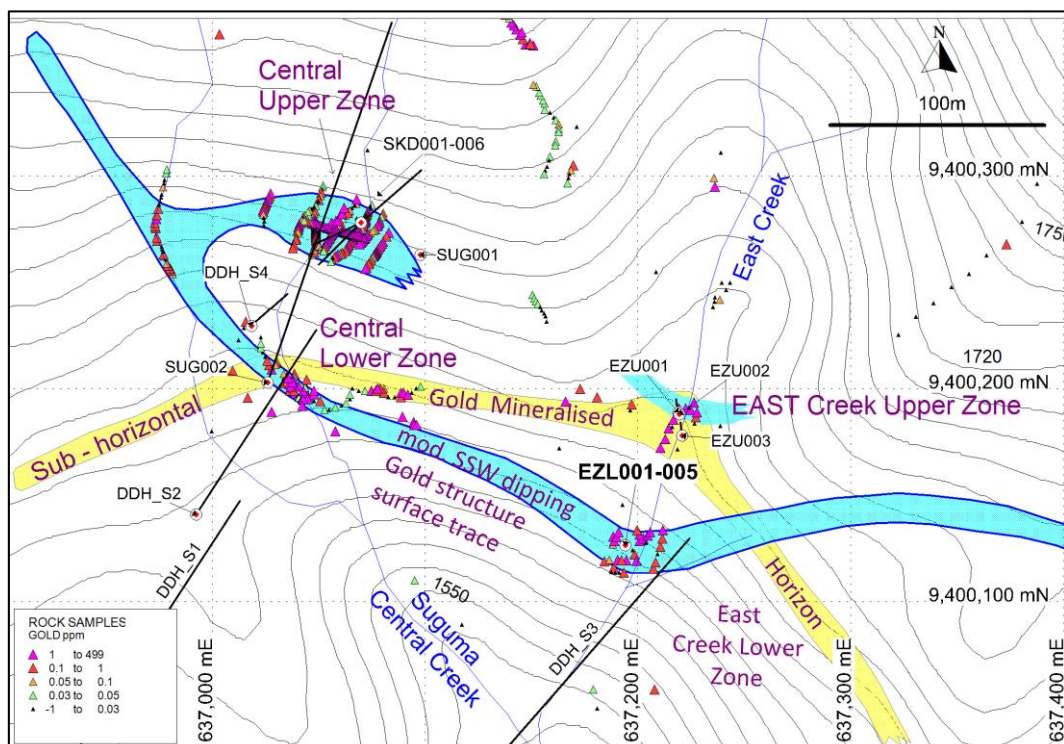 N
100m
Central
Upper Zone
SKD001-006
9,400,300 mN
East Creek
SUG001
DDH_S4
Central
Lower Zone
1720
SUG002
EZU001
EZU002
9,400,200 mN
Gold Mineralised
EAST Creek Upper Zone
EZU003
Sub - horizontal
mod SSW dipping
Gold structure
surface trace
EZL001-005
DDH_S2
DDH_S1
1550
Suguma
Central Creek
DDH_S3
Horizon
9,400,100 mN
East
Creek Lower
Zone
ROCK SAMPLES
GOLD ppm
1 to 499
0.1 to 1
0.05 to 0.1
0.03 to 0.05
-1 to 0.03
637,000 mE
637,200 mE
637,300 mE
637,400 mE